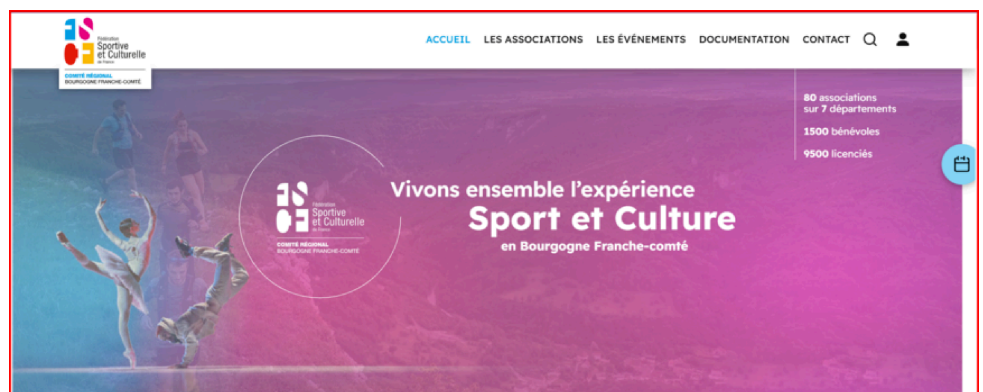 FSCF
Fédération
Sportive
et Culturelle
de France
COMITÉ RÉGIONAL
BOURGOGNE FRANCHE-COMTÉ
ACCUEIL LES ASSOCIATIONS LES ÉVÉNEMENTS DOCUMENTATION CONTACT
80 associations
sur 7 départements
1500 bénévoles
9500 licenciés
FSCF
Fédération
Sportive
et Culturelle
de France
COMITÉ RÉGIONAL
BOURGOGNE FRANCHE-COMTÉ
Vivons ensemble l’expérience
Sport et Culture
en Bourgogne Franche-comté